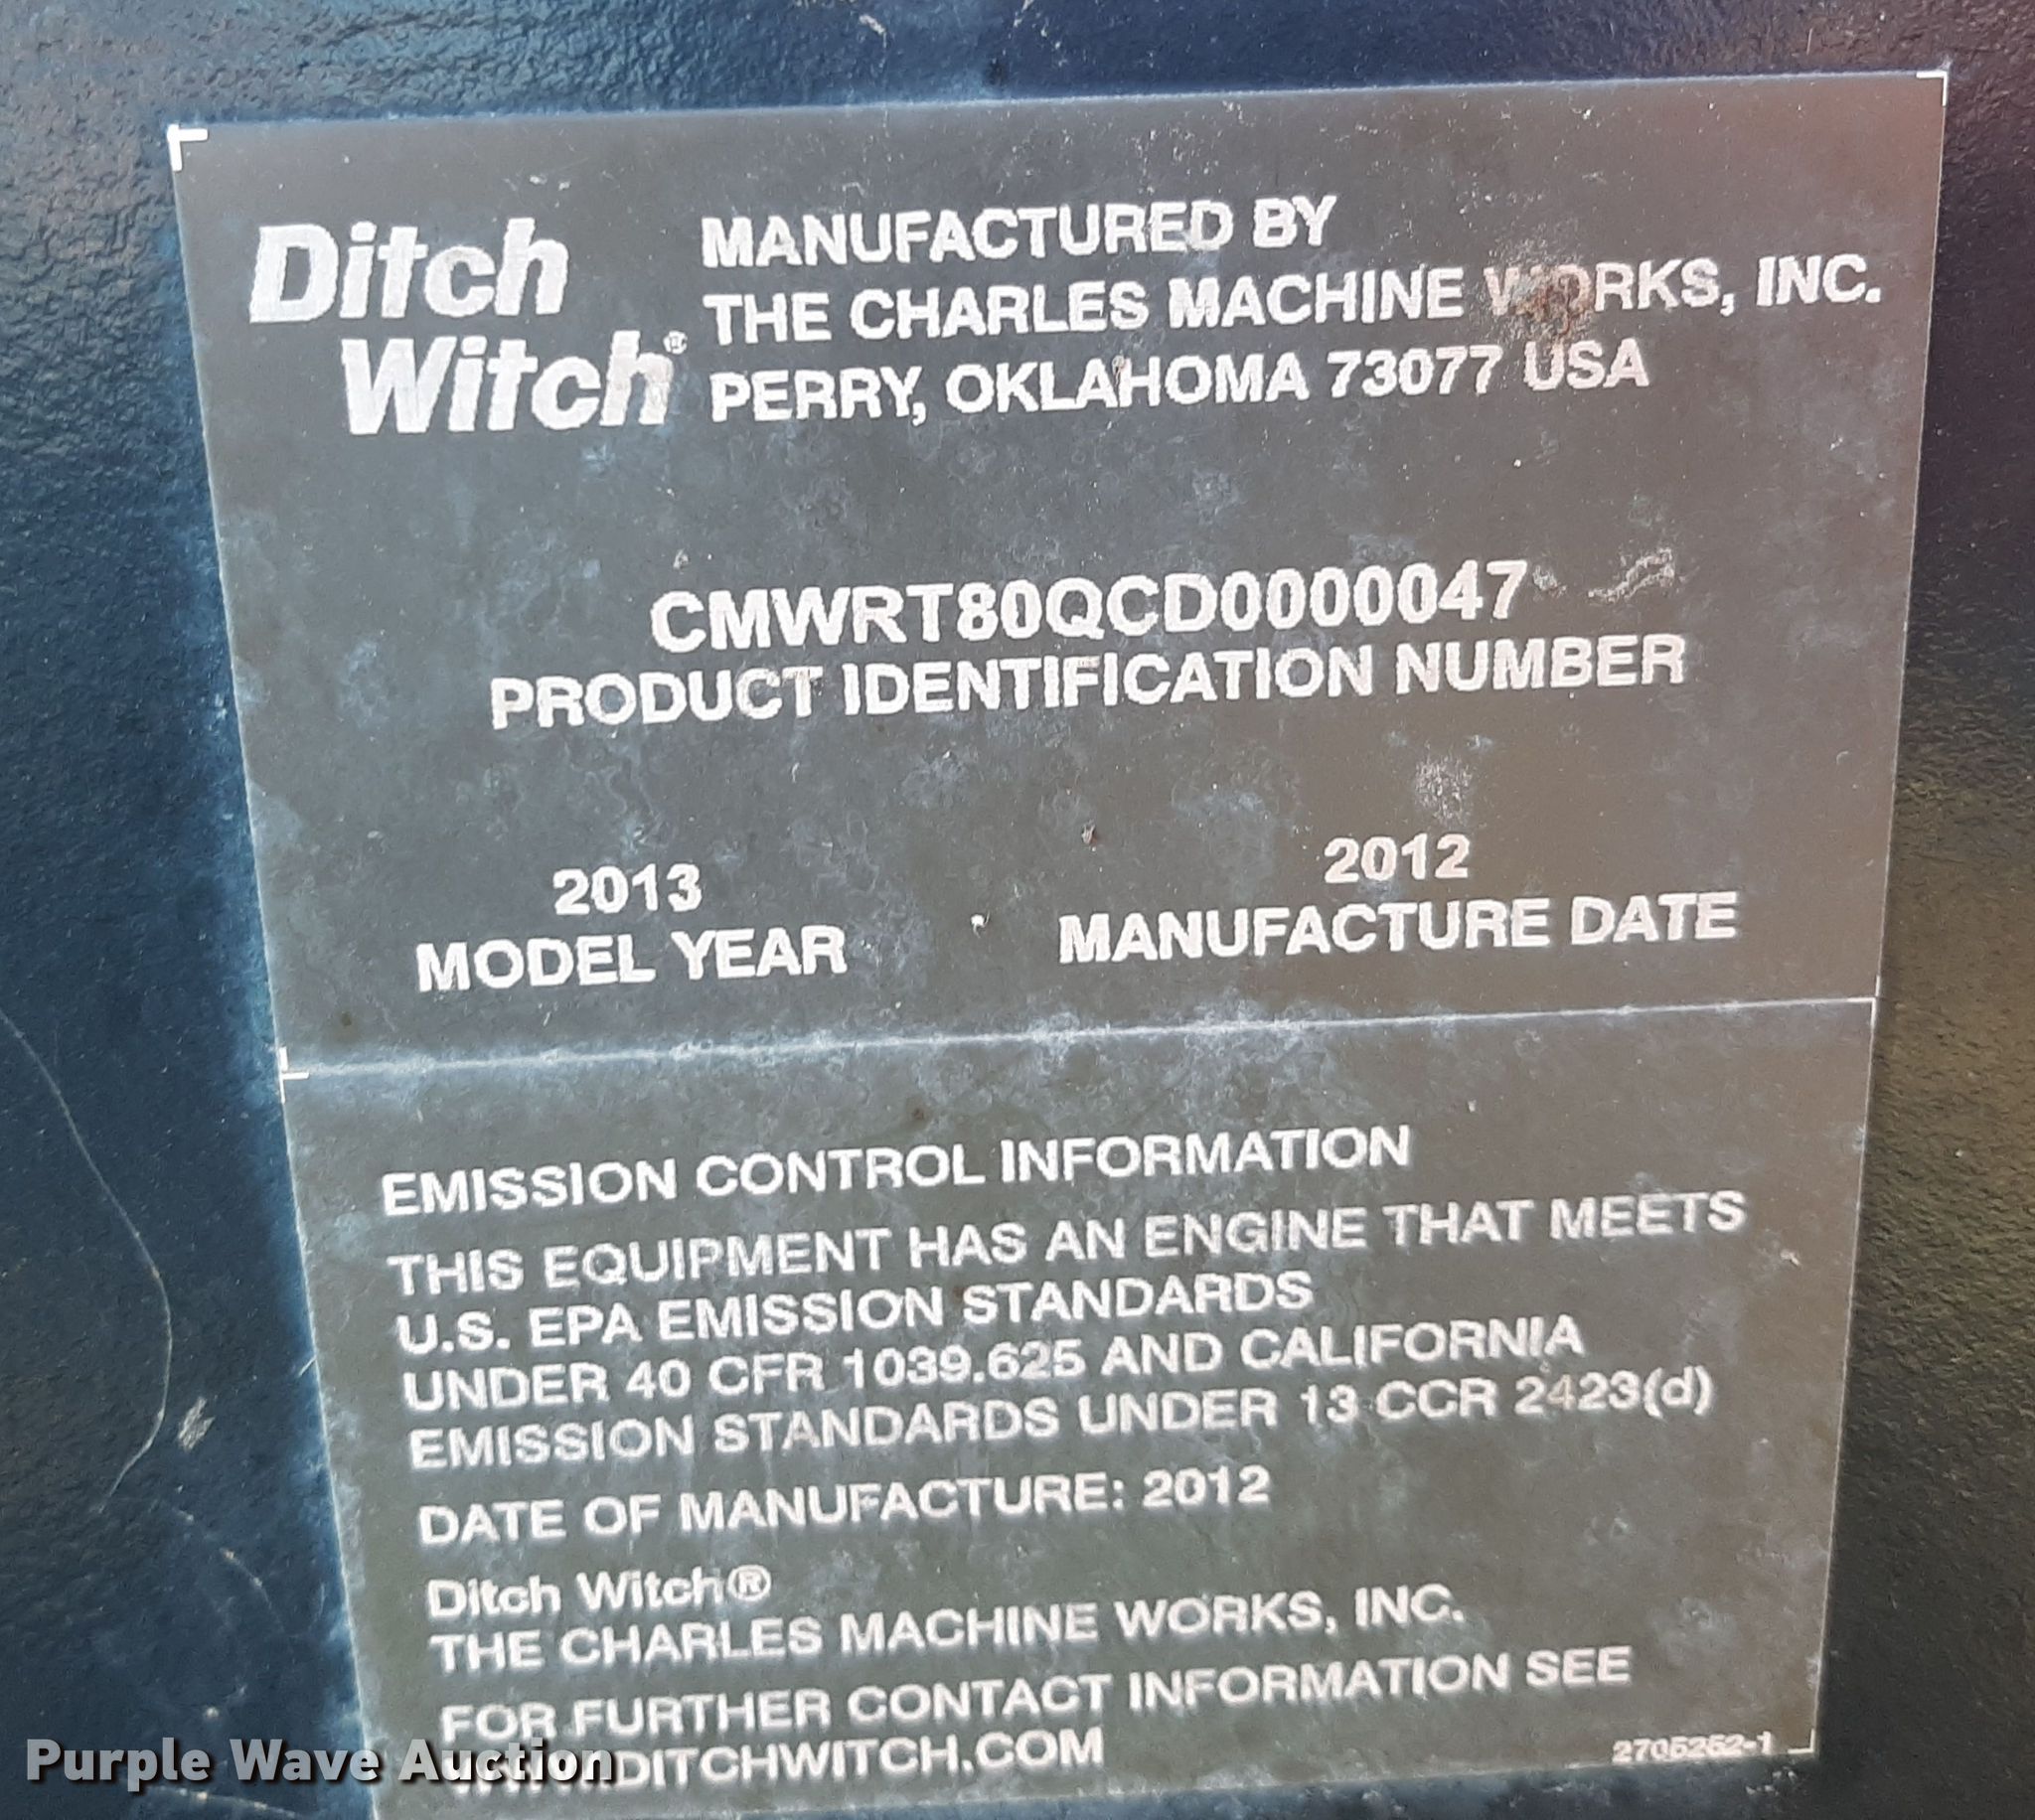 Ditch
Witch®
MANUFACTURED BY
THE CHARLES MACHINE WORKS, INC.
PERRY, OKLAHOMA 73077 USA
CMWRT80QCD0000047
PRODUCT IDENTIFICATION NUMBER
2013
MODEL YEAR
2012
MANUFACTURE DATE
EMISSION CONTROL INFORMATION
THIS EQUIPMENT HAS AN ENGINE THAT MEETS
U.S. EPA EMISSION STANDARDS
UNDER 40 CFR 1039.625 AND CALIFORNIA
EMISSION STANDARDS UNDER 13 CCR 2423(d)
DATE OF MANUFACTURE: 2012
Ditch Witch®
THE CHARLES MACHINE WORKS, INC.
FOR FURTHER CONTACT INFORMATION SEE
WWW.DITCHWITCH.COM
2705252-1
Purple Wave Auction